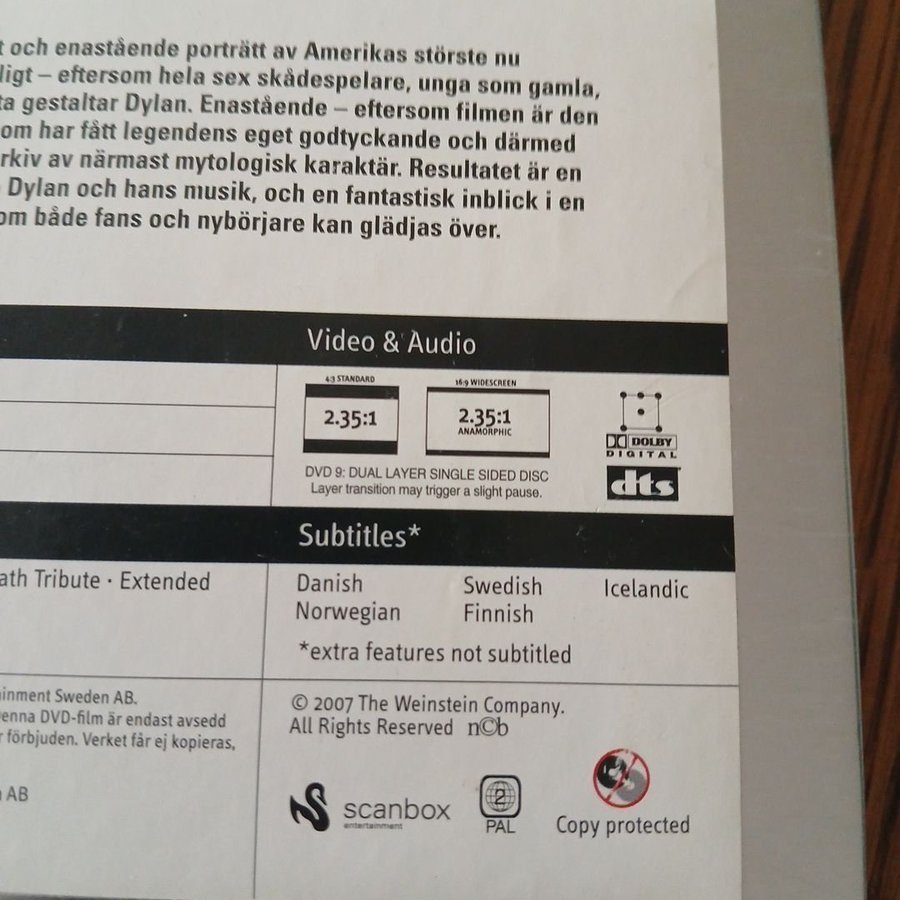 och enastående porträtt av Amerikas störste nu
– eftersom hela sex skådespelare, unga som gamla,
gestaltar Dylan. Enastående – eftersom filmen är den
om har fått legendens eget godtyckande och därmed
rkiv av närmast mytologisk karaktär. Resultatet är en
Dylan och hans musik, och en fantastisk inblick i en
om både fans och nybörjare kan glädjas över.
Video & Audio
4:3 STANDARD
2.35:1
16:9 WIDESCREEN
2.35:1
ANAMORPHIC
DOLBY
DIGITAL
dts
DVD 9: DUAL LAYER SINGLE SIDED DISC
Layer transition may trigger a slight pause.
Subtitles*
ath Tribute · Extended
Danish Swedish Icelandic
Norwegian Finnish
*extra features not subtitled
ainment Sweden AB.
enna DVD-film är endast avsedd
r förbjuden. Verket får ej kopieras,
AB
© 2007 The Weinstein Company.
All Rights Reserved n©b
scanbox
entertainment
2
PAL
Copy protected